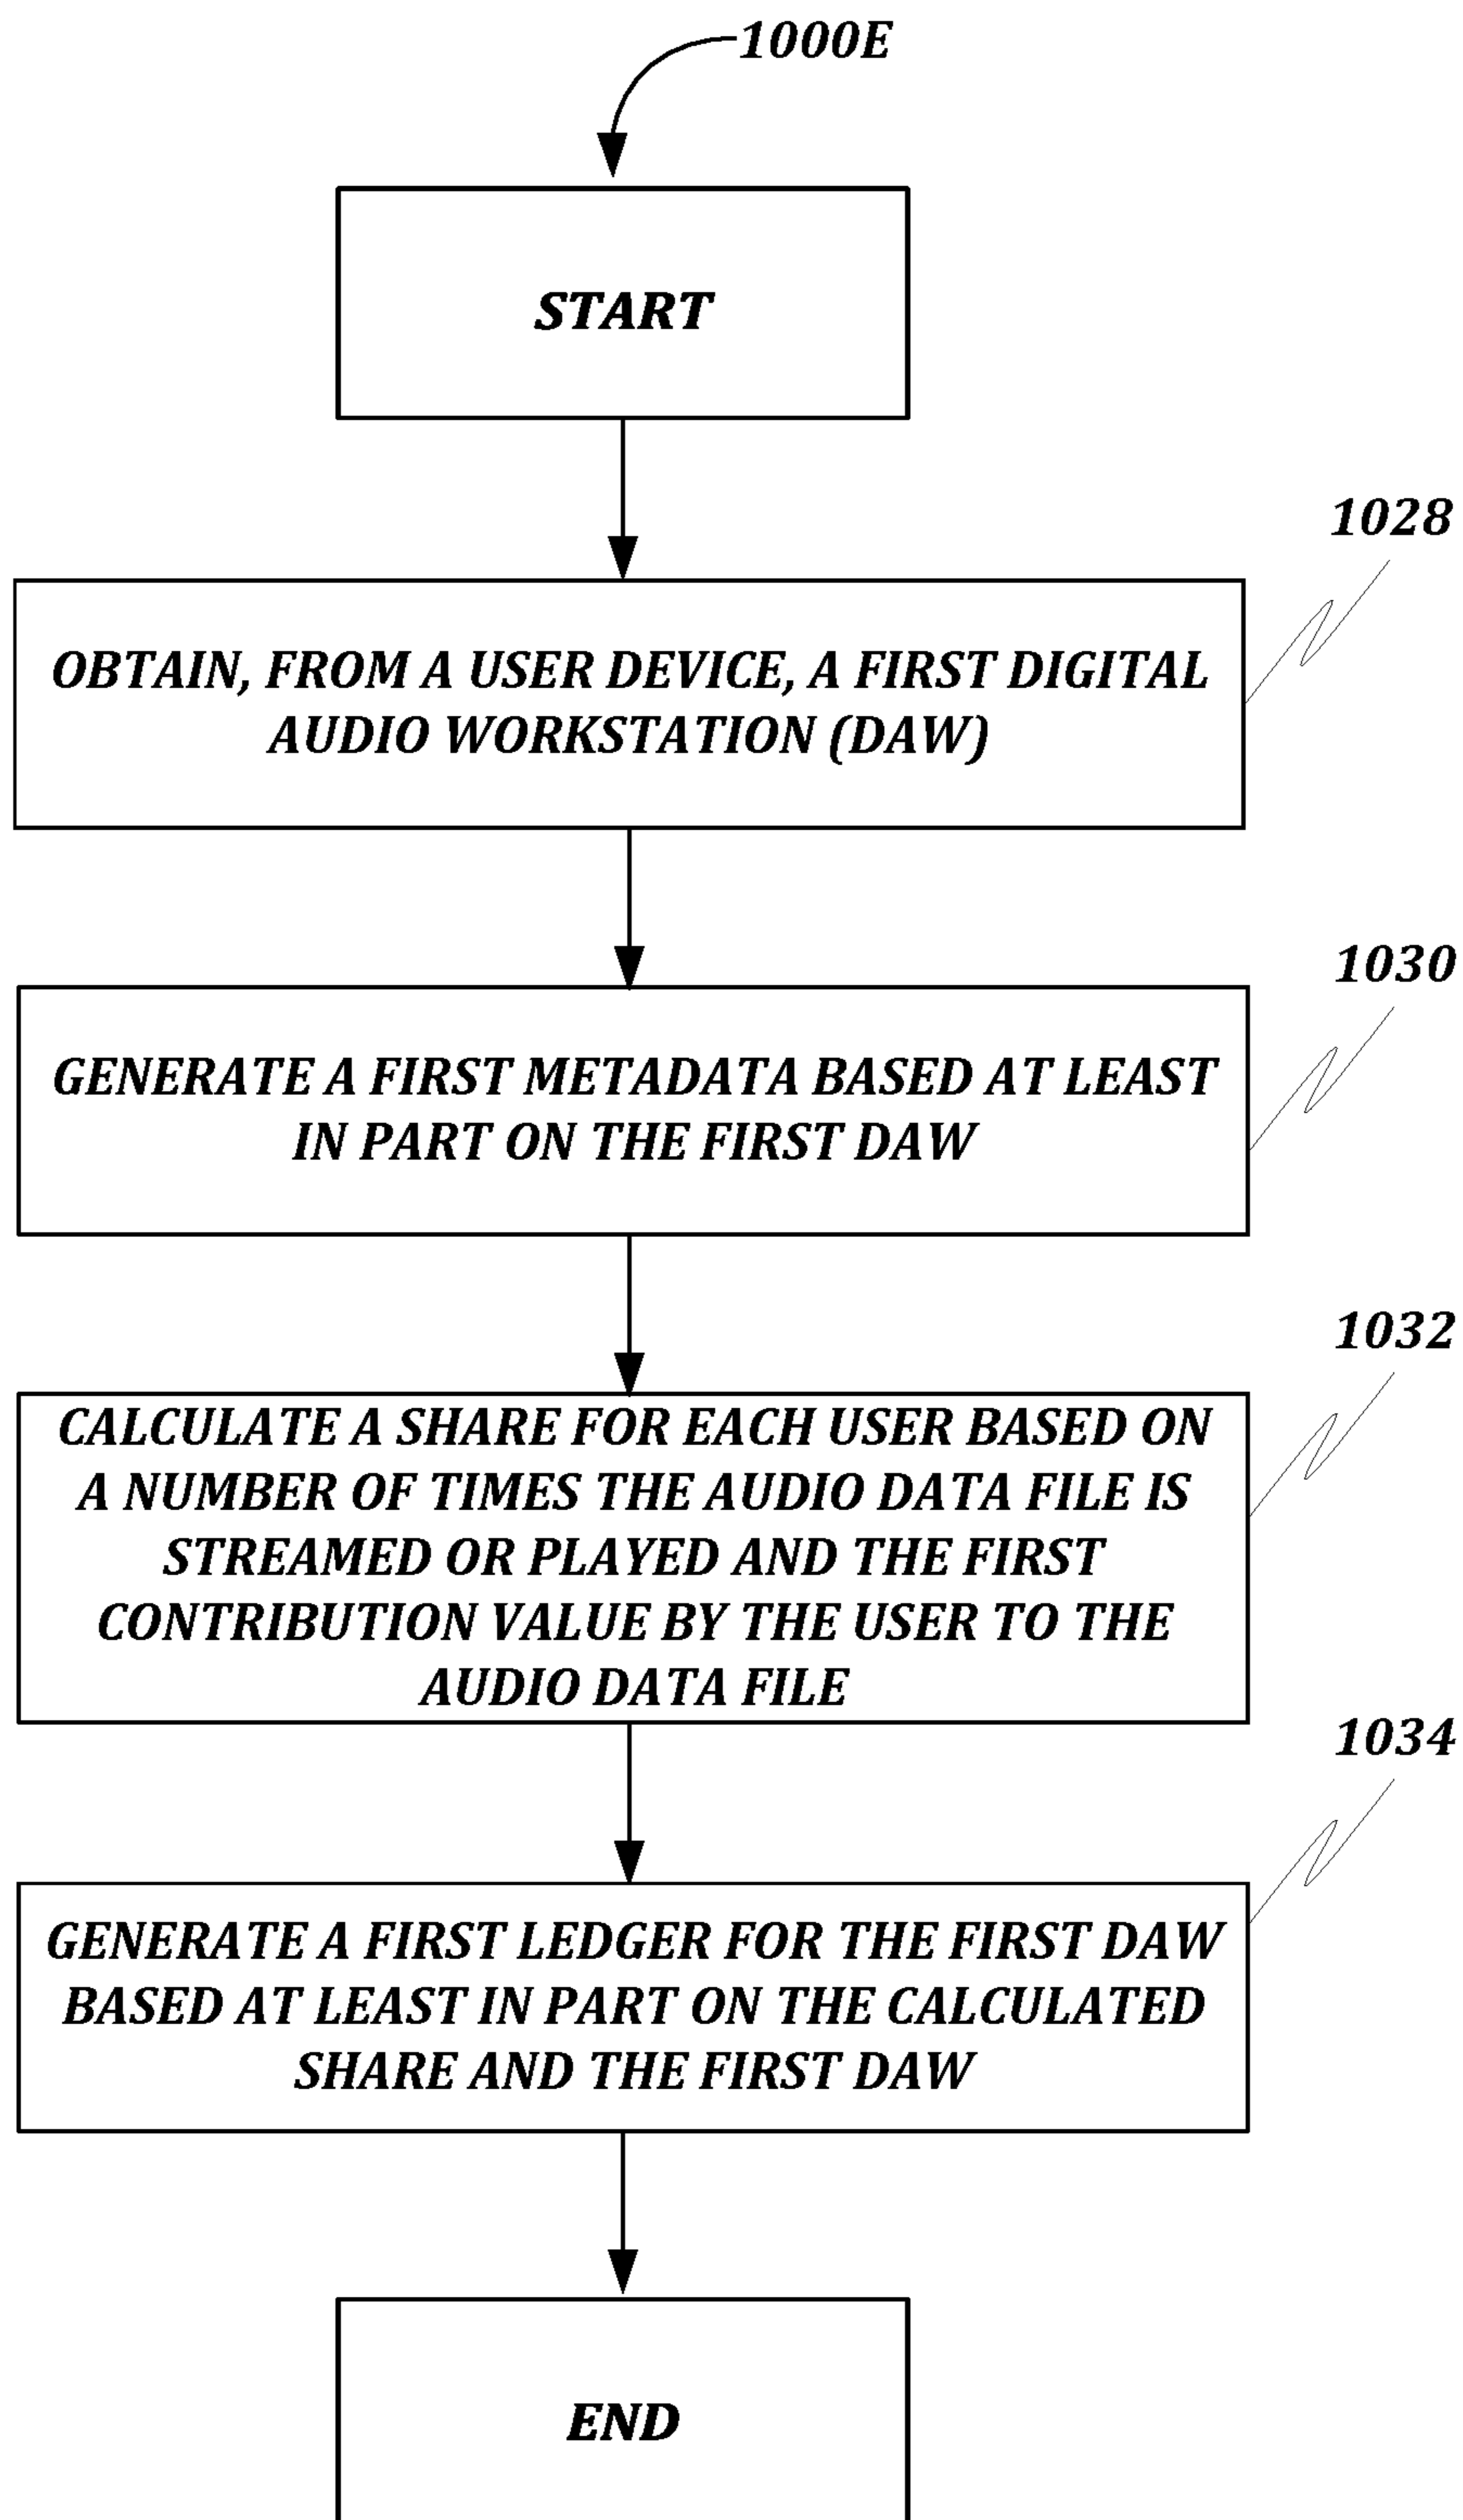 1000E
START
1028
OBTAIN, FROM A USER DEVICE, A FIRST DIGITAL
AUDIO WORKSTATION (DAW)
1030
GENERATE A FIRST METADATA BASED AT LEAST
IN PART ON THE FIRST DAW
1032
CALCULATE A SHARE FOR EACH USER BASED ON
A NUMBER OF TIMES THE AUDIO DATA FILE IS
STREAMED OR PLAYED AND THE FIRST
CONTRIBUTION VALUE BY THE USER TO THE
AUDIO DATA FILE
1034
GENERATE A FIRST LEDGER FOR THE FIRST DAW
BASED AT LEAST IN PART ON THE CALCULATED
SHARE AND THE FIRST DAW
END